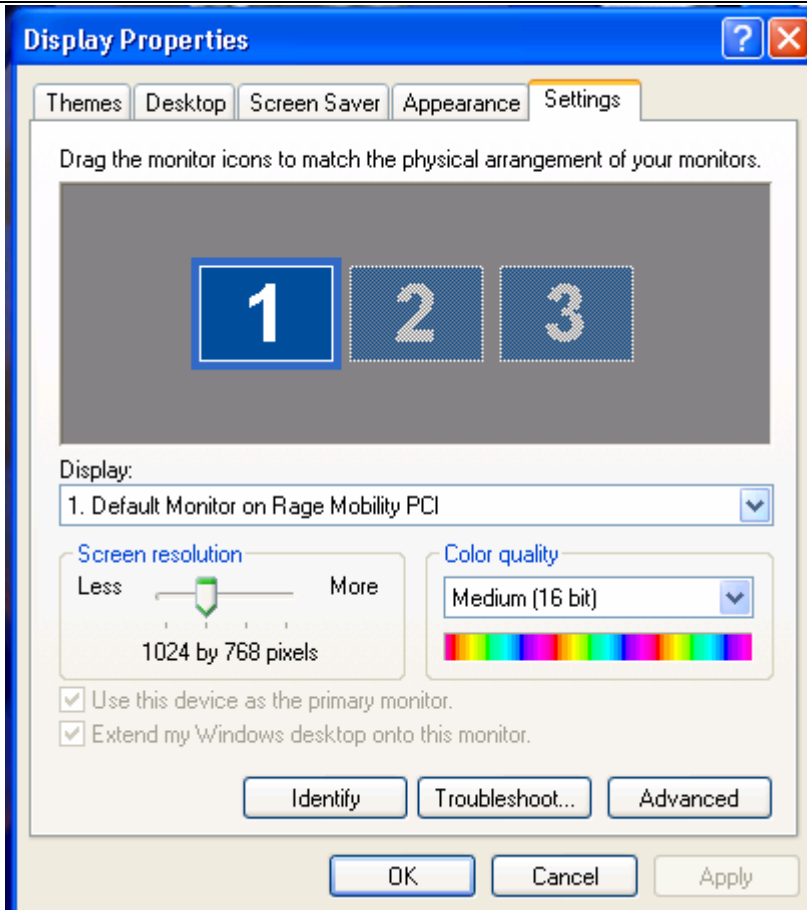 Display Properties
Themes Desktop Screen Saver Appearance Settings
Drag the monitor icons to match the physical arrangement of your monitors.
1 2 3
Display:
1. Default Monitor on Rage Mobility PCI
Screen resolution
Less More
1024 by 768 pixels
Color quality
Medium (16 bit)
Use this device as the primary monitor.
Extend my Windows desktop onto this monitor.
Identify Troubleshoot... Advanced
OK Cancel Apply